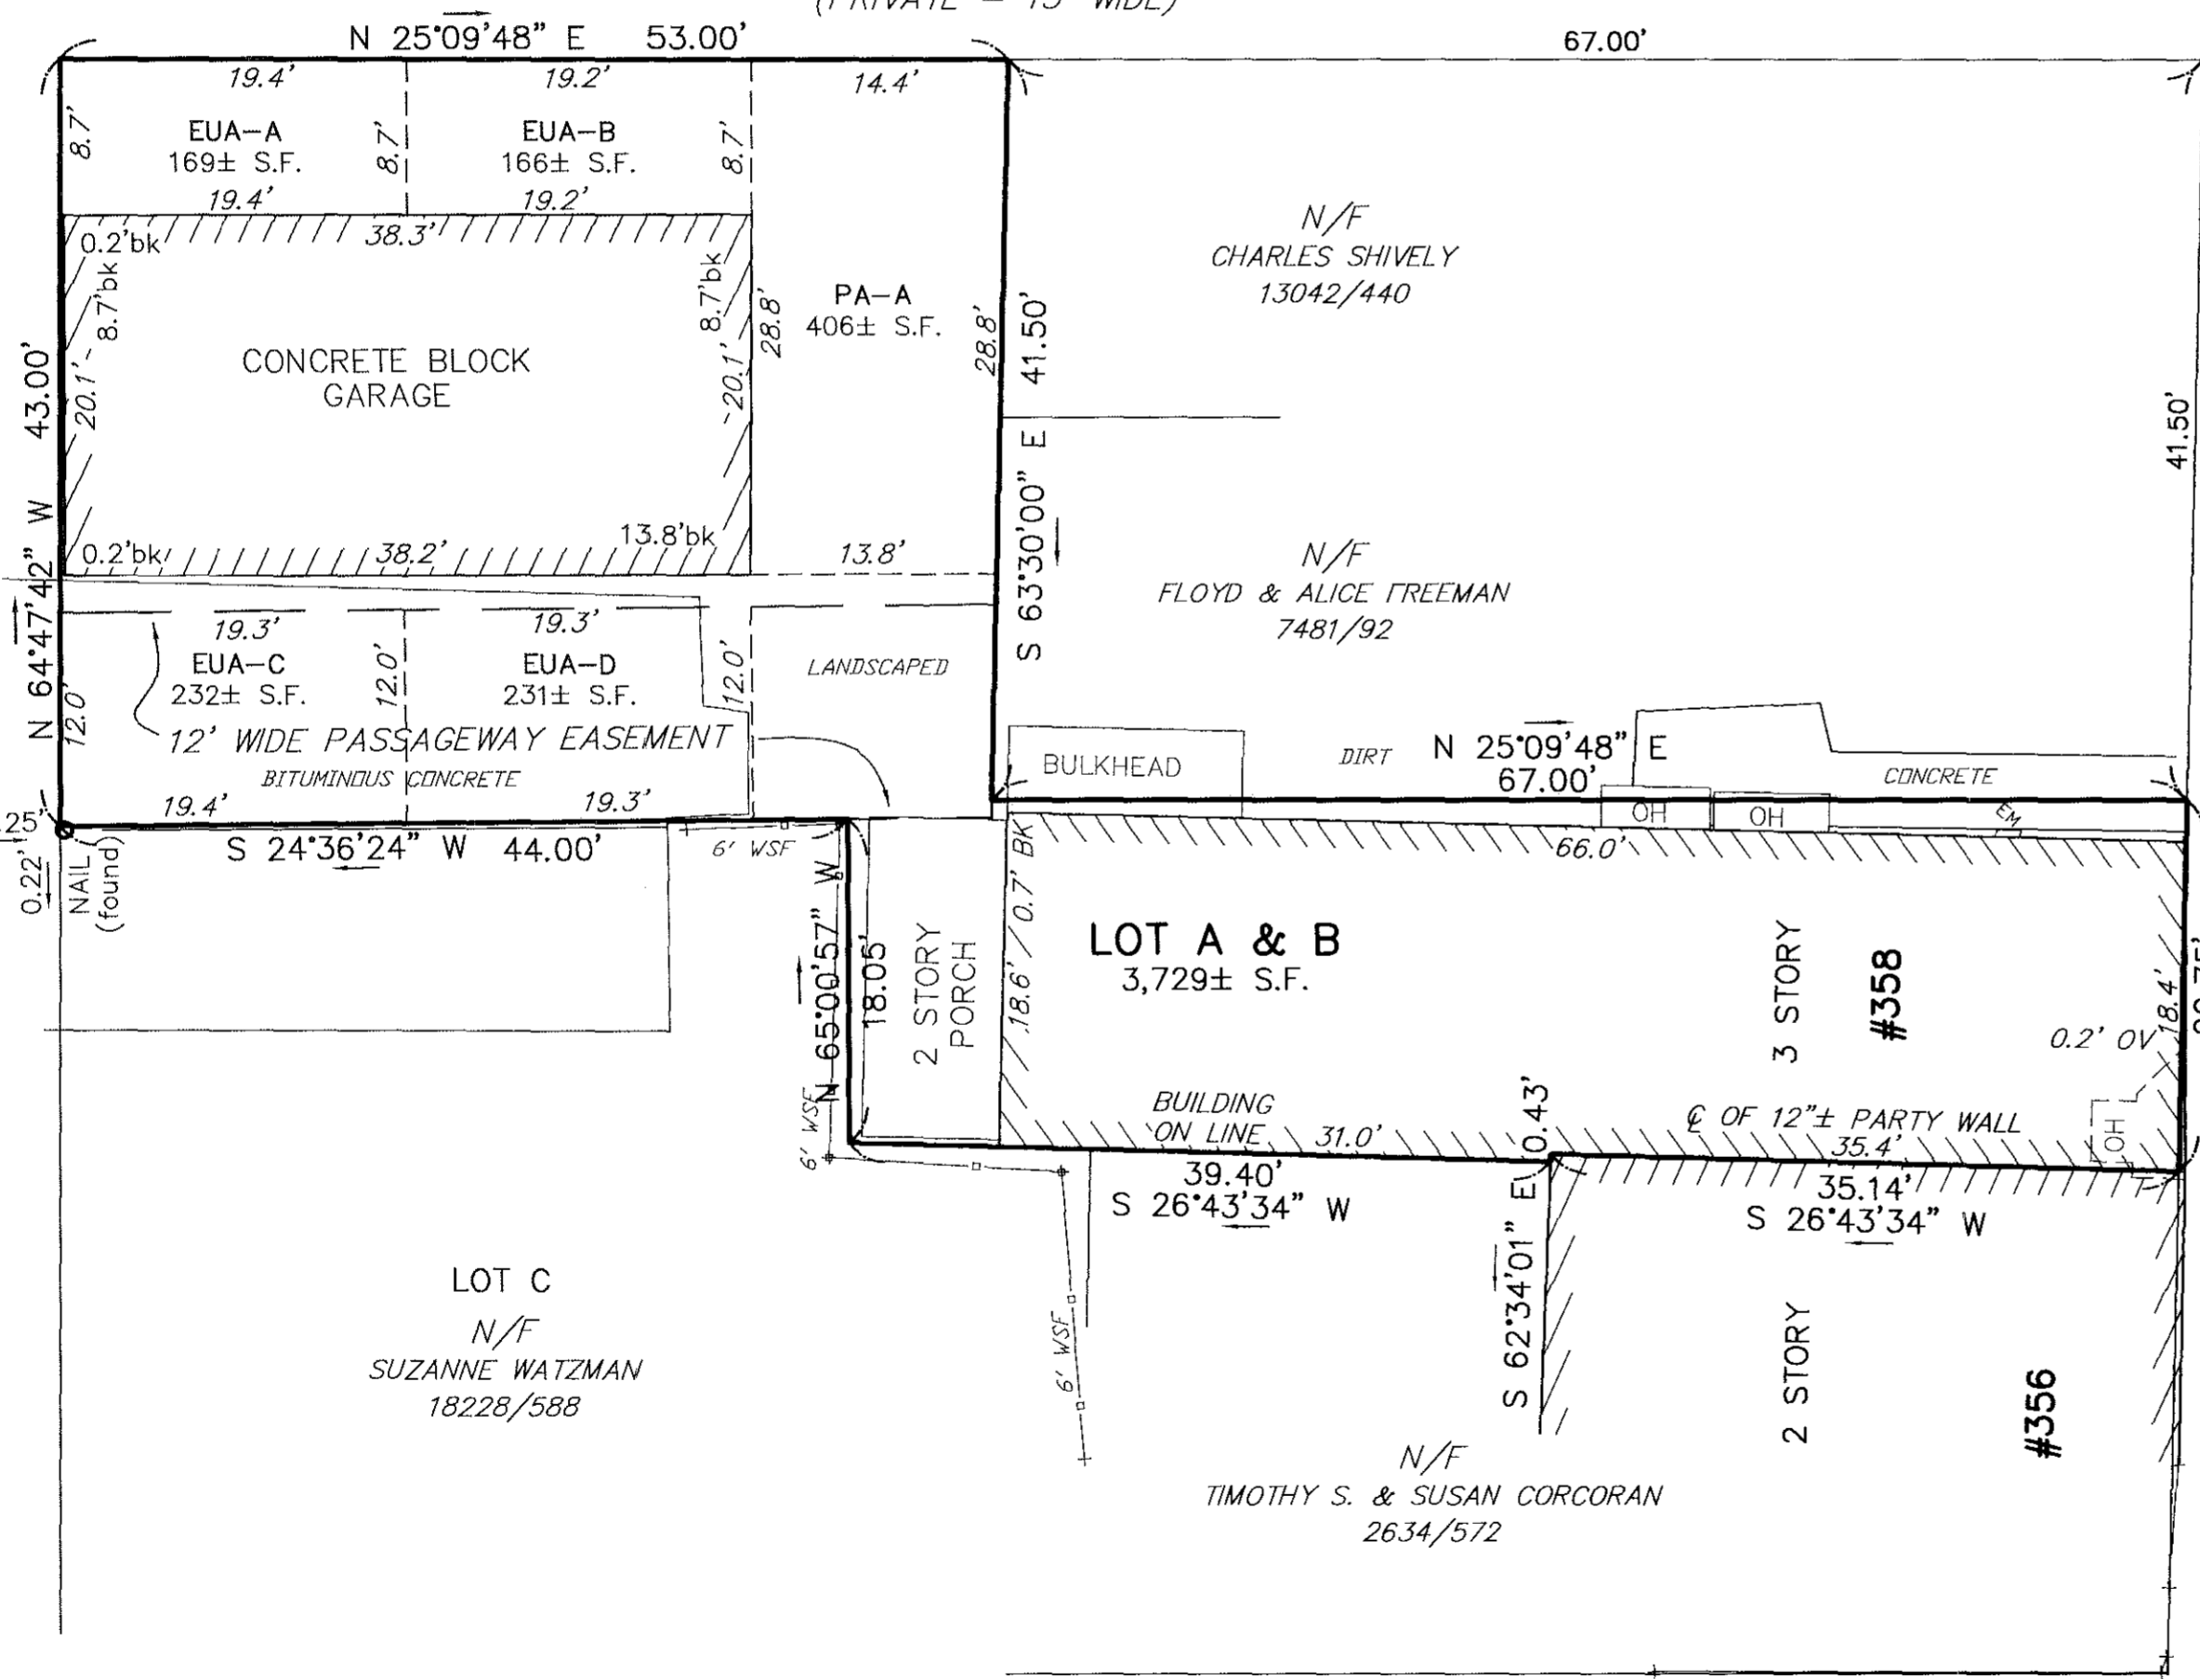 (PRIVATE – 15' WIDE)
N 25°09'48" E 53.00'
67.00'
19.4'
19.2'
14.4'
8.7'
EUA–A
169± S.F.
8.7'
EUA–B
166± S.F.
8.7'
19.4'
19.2'
0.2'bk
38.3'
8.7'bk
20.1'
8.7'bk
20.1'
28.8'
PA–A
406± S.F.
28.8'
CONCRETE BLOCK
GARAGE
0.2'bk
38.2'
13.8'bk
13.8'
N 64°47'42" W 43.00'
S 63°30'00" E 41.50'
N/F
CHARLES SHIVELY
13042/440
41.50'
N/F
FLOYD & ALICE FREEMAN
7481/92
19.3'
EUA–C
232± S.F.
12.0'
12.0'
19.3'
EUA–D
231± S.F.
12.0'
LANDSCAPED
12' WIDE PASSAGEWAY EASEMENT
BITUMINOUS CONCRETE
19.4'
19.3'
BULKHEAD
DIRT
N 25°09'48" E
67.00'
CONCRETE
OH
OH
EM
.25'
0.22'
NAIL
(found)
S 24°36'24" W 44.00'
6' WSF
66.0'
N 65°00'57" W
18.05'
2 STORY
PORCH
18.6' / 0.7' BK
LOT A & B
3,729± S.F.
3 STORY
#358
18.4'
0.2' OV
6' WSF
BUILDING
ON LINE
31.0'
0.43'
℄ OF 12"± PARTY WALL
35.4'
OH
39.40'
S 26°43'34" W
S 62°34'01" E
35.14'
S 26°43'34" W
LOT C
N/F
SUZANNE WATZMAN
18228/588
6' WSF
2 STORY
#356
N/F
TIMOTHY S. & SUSAN CORCORAN
2634/572